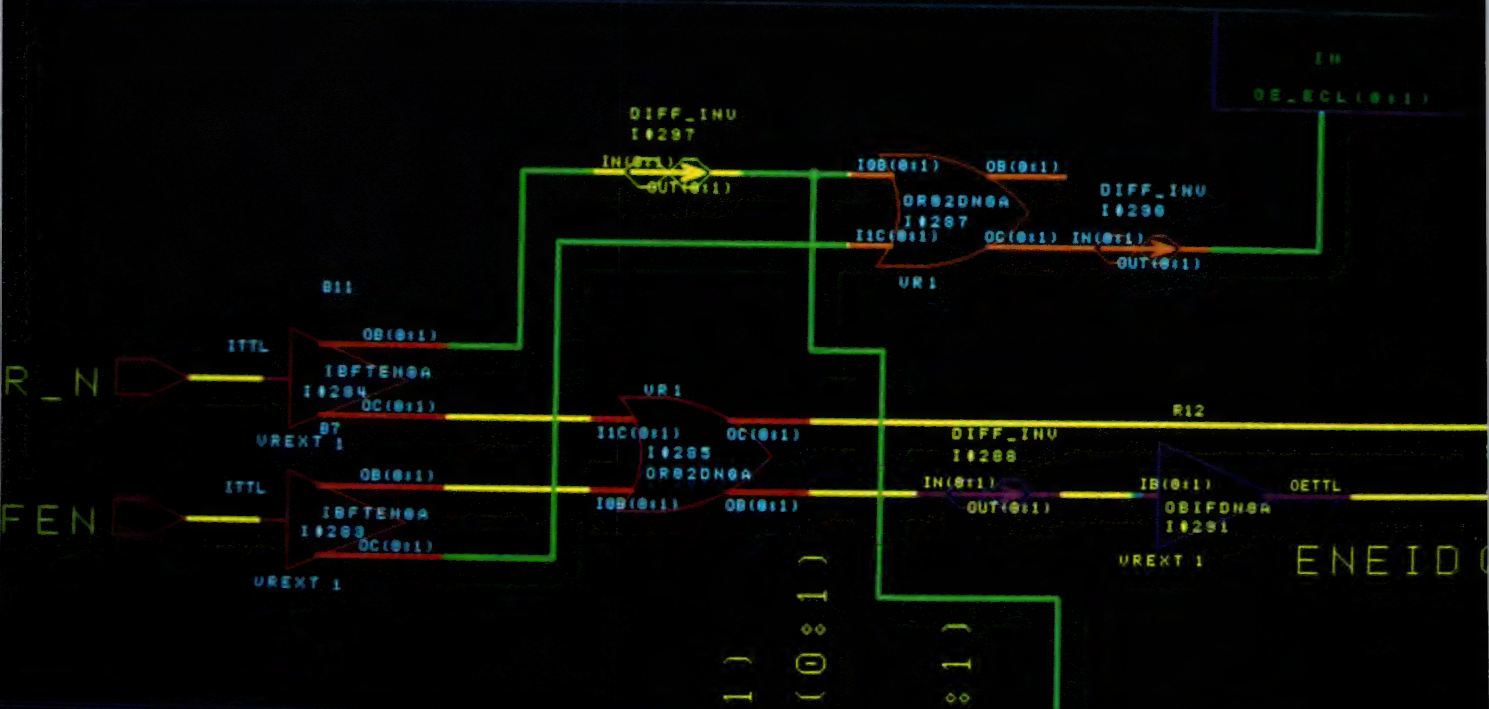 IN
OE_ECL(0:1)
DIFF_INV
I#297
IN(0:1)
OUT(0:1)
I0B(0:1)
OB(0:1)
OR02DN0A
I#287
I1C(0:1)
OC(0:1)
VR1
DIFF_INV
I#290
IN(0:1)
OUT(0:1)
B11
ITTL
OB(0:1)
R_N
IBFTEN0A
I#284
OC(0:1)
B7
VREXT 1
VR1
I1C(0:1)
OC(0:1)
I#285
OR02DN0A
I0B(0:1)
OB(0:1)
R12
DIFF_INV
I#288
IN(0:1)
OUT(0:1)
IB(0:1)
OETTL
OBIFDN0A
I#291
VREXT 1
ENEID
ITTL
OB(0:1)
FEN
IBFTEN0A
I#283
OC(0:1)
VREXT 1
1)
(0:1)
:1)